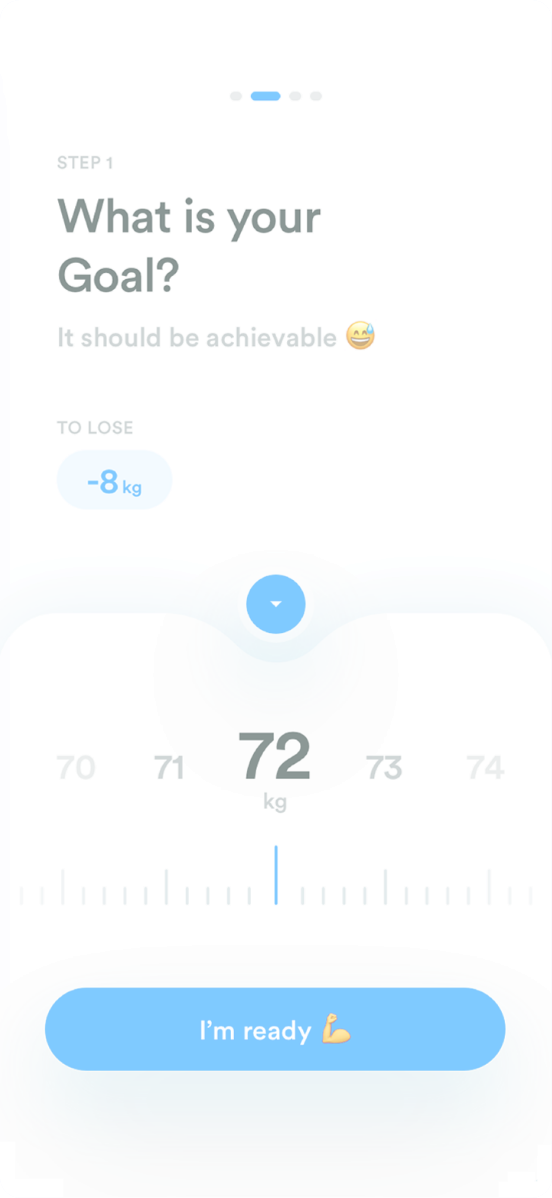 STEP 1
What is your
Goal?
It should be achievable 😅
TO LOSE
-8 kg
70 71 72 73 74
kg
I'm ready 💪